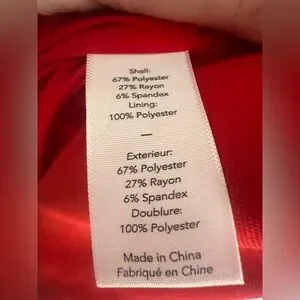 Shell:
67% Polyester
27% Rayon
6% Spandex
Lining:
100% Polyester
—
Exterieur:
67% Polyester
27% Rayon
6% Spandex
Doublure:
100% Polyester
Made in China
Fabriqué en Chine